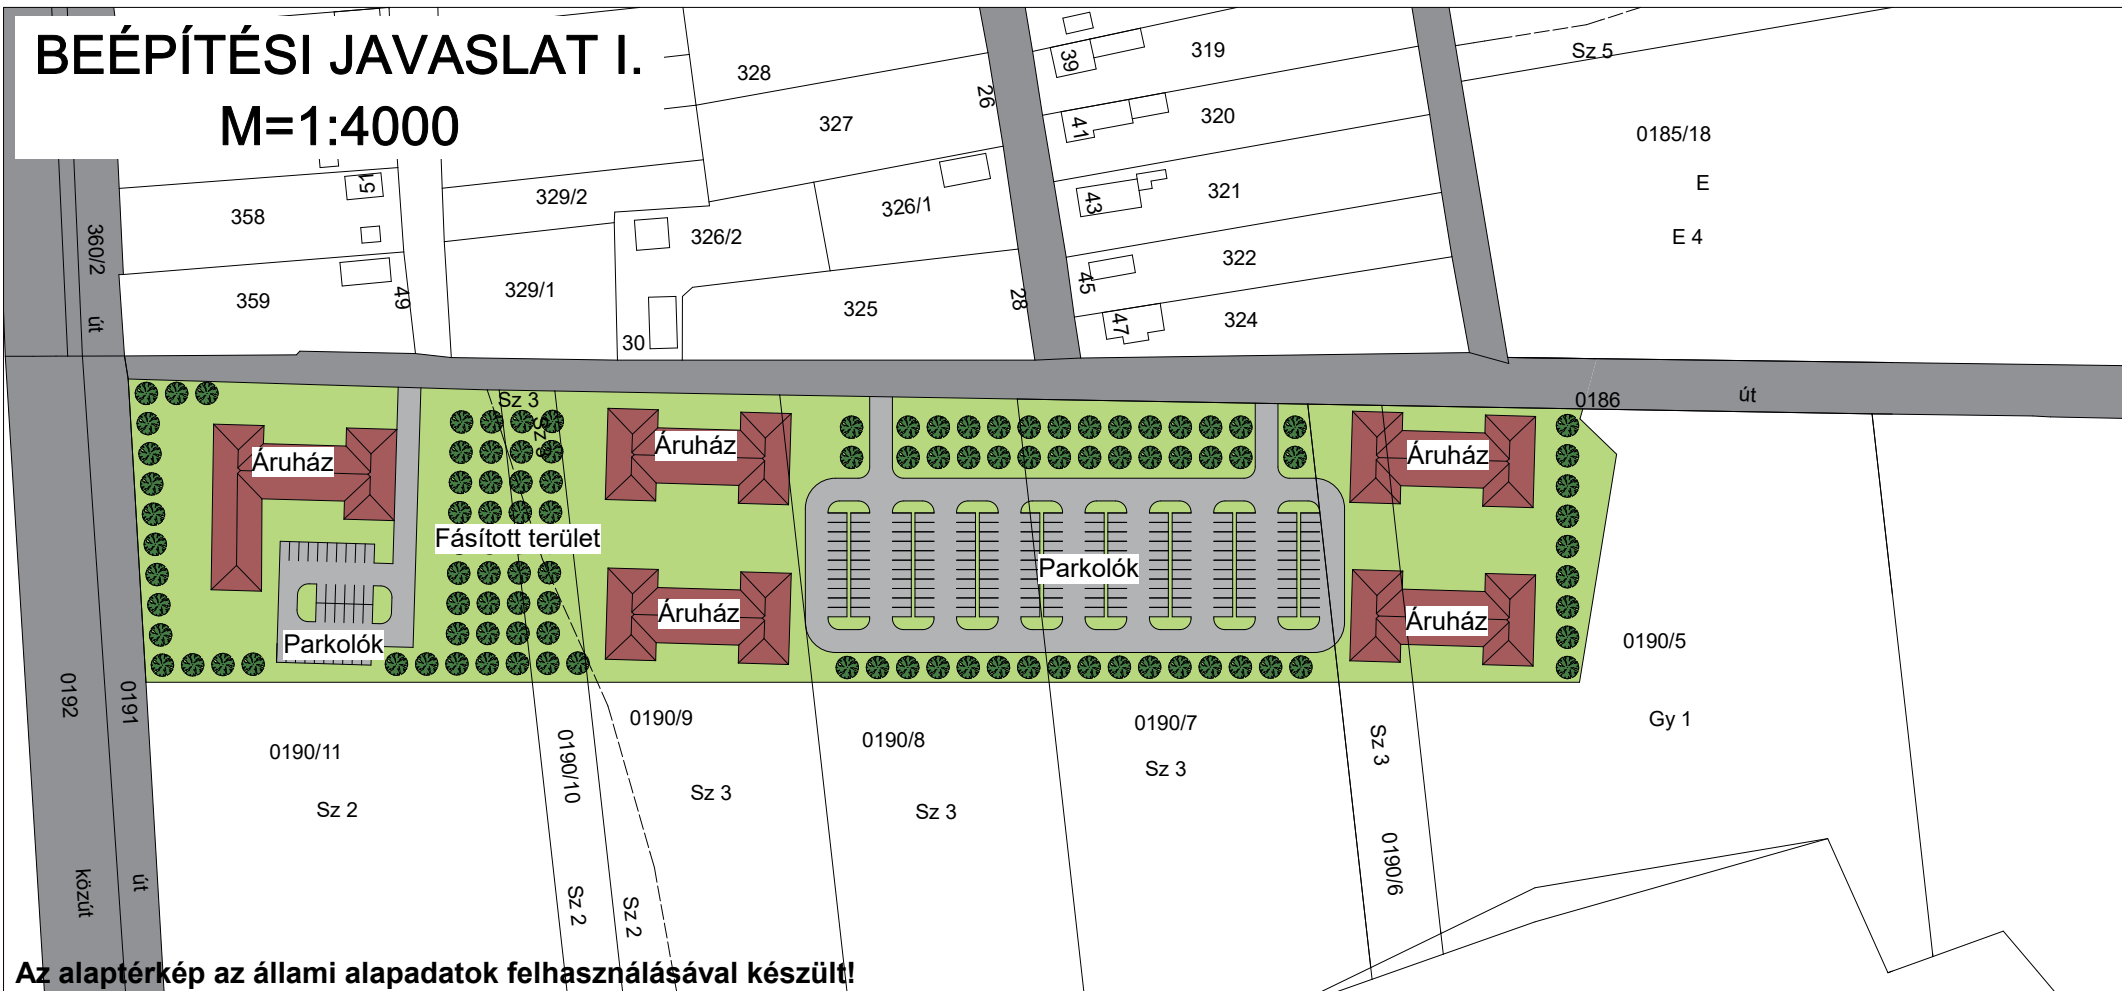 BEÉPÍTÉSI JAVASLAT I.
M=1:4000
328
327
26
39
319
41
320
Sz 5
0185/18
E
E 4
51
358
329/2
326/2
326/1
43
321
360/2
út
359
49
329/1
30
325
28
45
322
47
324
0186
út
Sz 3
Sz 3
Áruház
Áruház
Áruház
Fásított terület
Parkolók
Parkolók
Áruház
Áruház
0190/5
Gy 1
0192
közút
0191
út
0190/11
Sz 2
0190/10
Sz 2
0190/9
Sz 3
Sz 2
0190/8
Sz 3
0190/7
Sz 3
Sz 3
0190/6
Az alaptérkép az állami alapadatok felhasználásával készült!